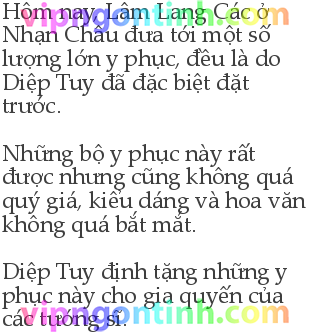 Hôm nay, Lâm Lang Các ở
Nhạn Châu đưa tới một số
lượng lớn y phục, đều là do
Diệp Tuy đã đặc biệt đặt
trước.
Những bộ y phục này rất
được nhưng cũng không quá
quý giá, kiểu dáng và hoa văn
không quá bắt mắt.
Diệp Tuy định tặng những y
phục này cho gia quyến của
các tướng sĩ.
vipngontinh.com
vipngontinh.com